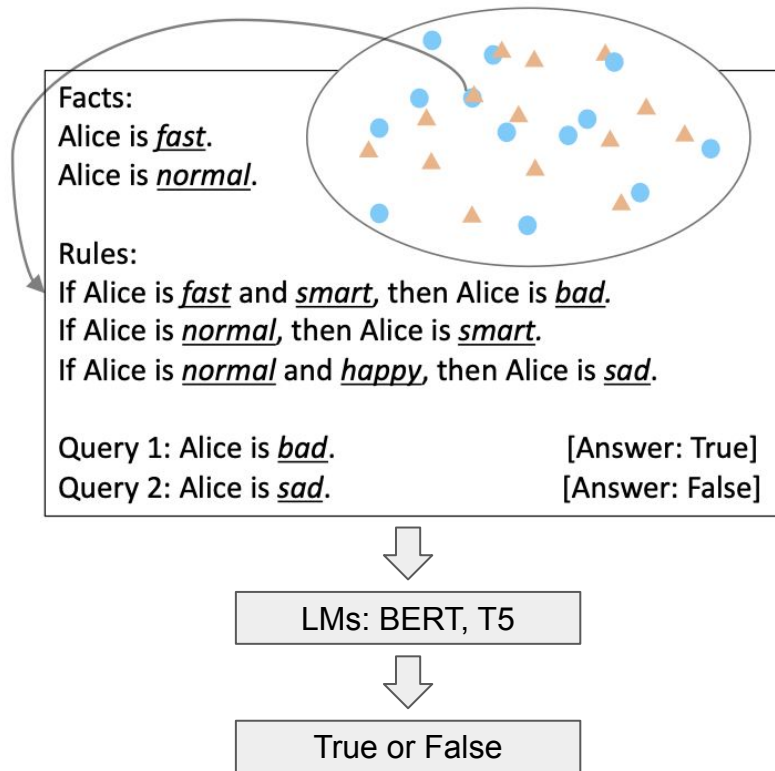 Facts:
Alice is fast.
Alice is normal.
Rules:
If Alice is fast and smart, then Alice is bad.
If Alice is normal, then Alice is smart.
If Alice is normal and happy, then Alice is sad.
Query 1: Alice is bad. [Answer: True]
Query 2: Alice is sad. [Answer: False]
LMs: BERT, T5
True or False